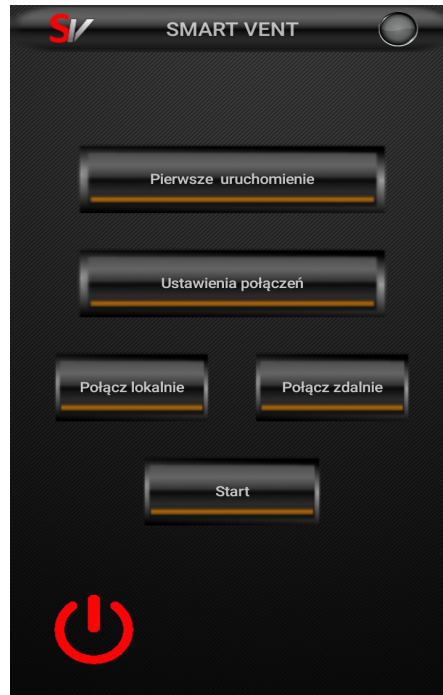 SV
SMART VENT
Pierwsze uruchomienie
Ustawienia połączeń
Połącz lokalnie
Połącz zdalnie
Start